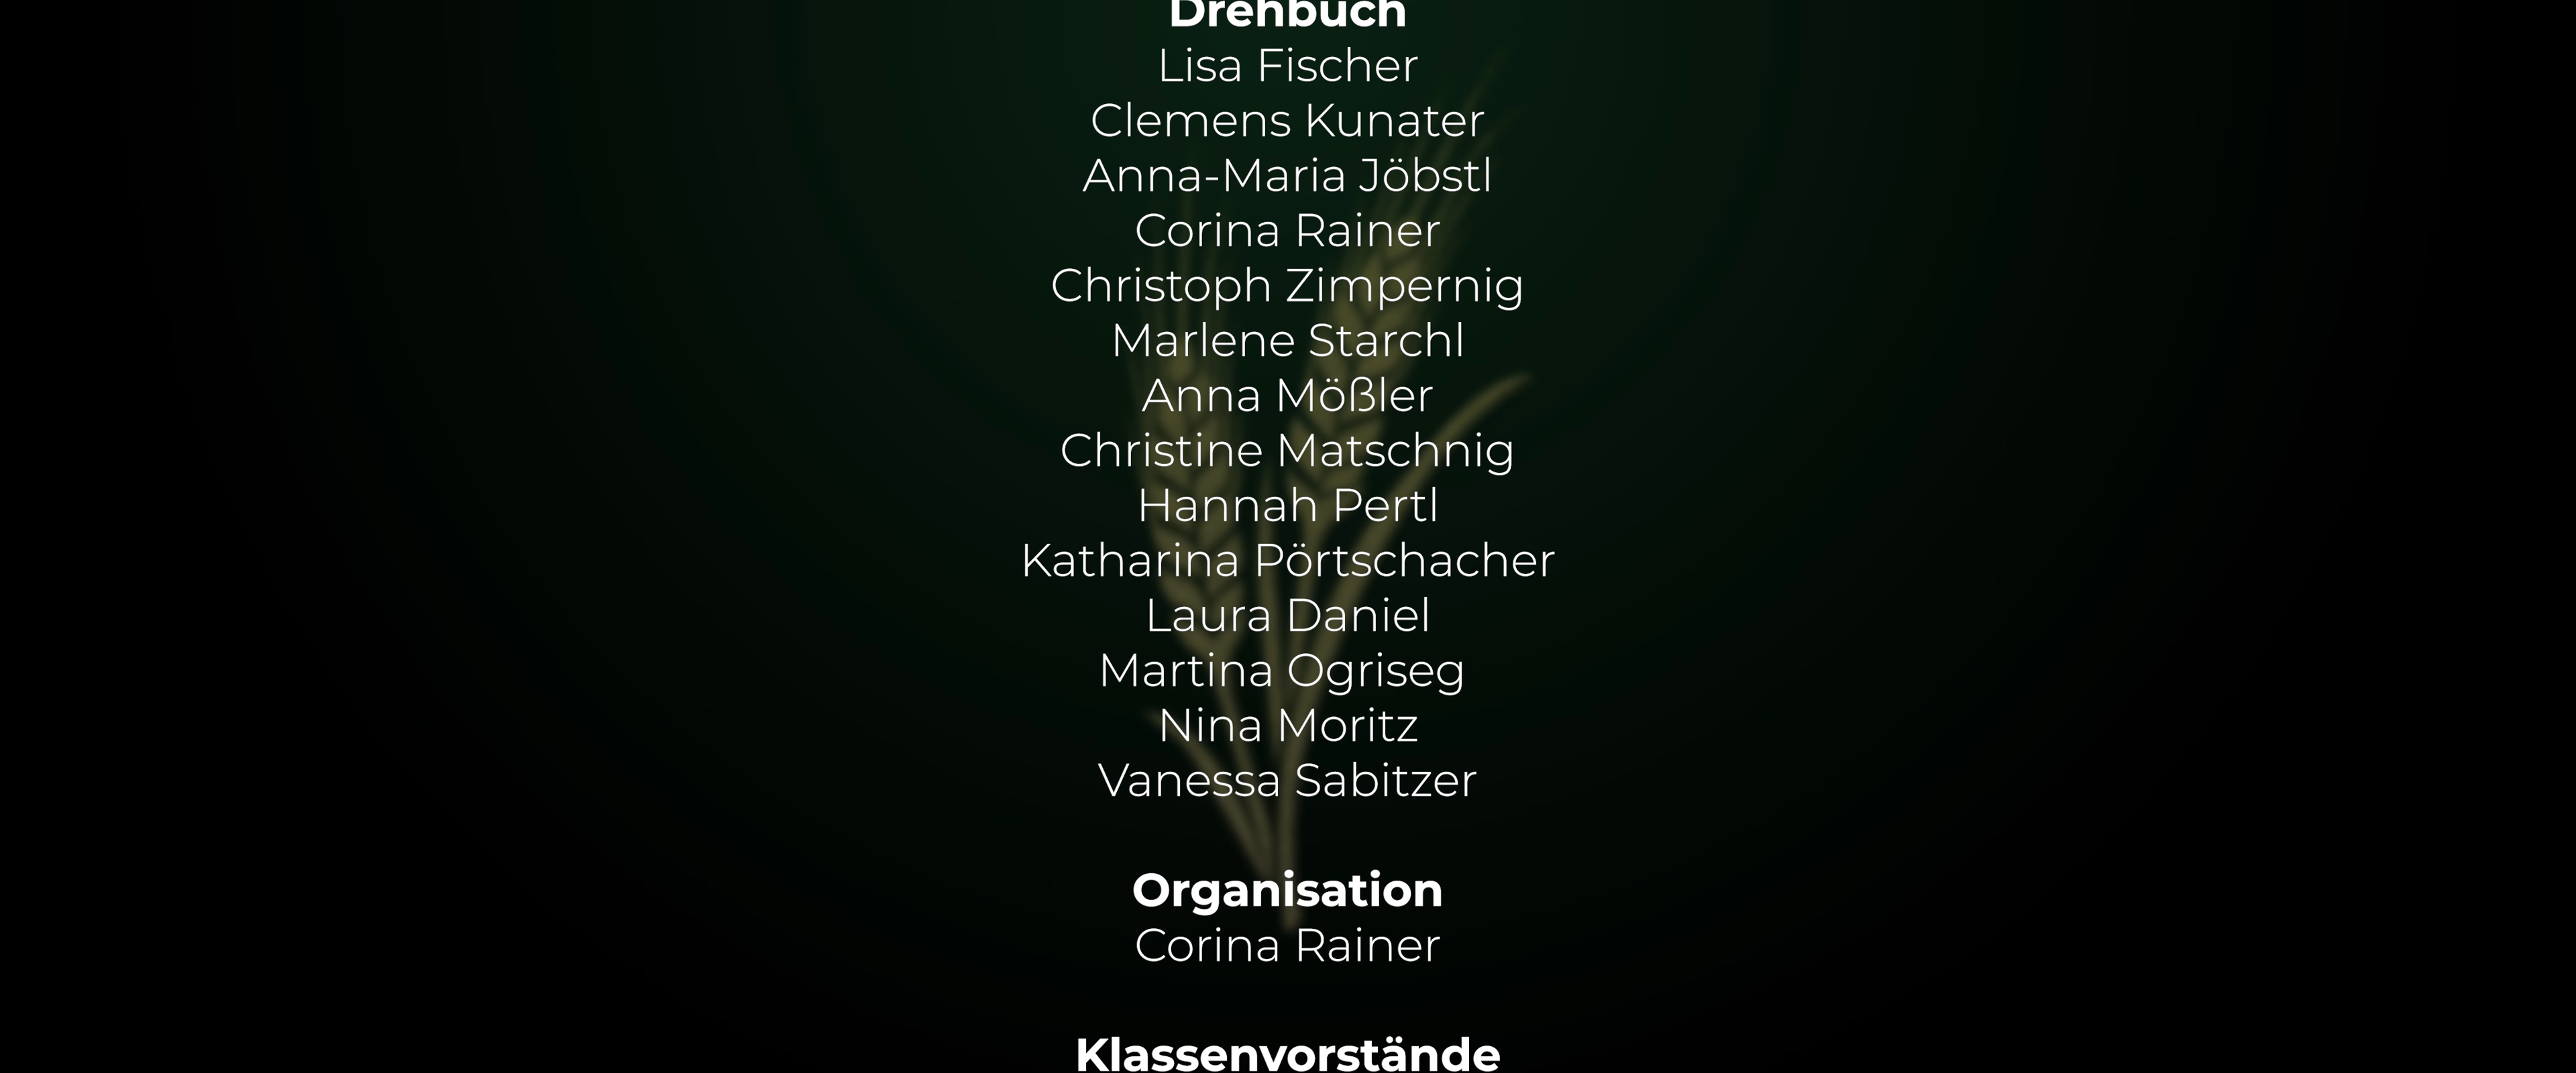 Drehbuch
Lisa Fischer
Clemens Kunater
Anna-Maria Jöbstl
Corina Rainer
Christoph Zimpernig
Marlene Starchl
Anna Mößler
Christine Matschnig
Hannah Pertl
Katharina Pörtschacher
Laura Daniel
Martina Ogriseg
Nina Moritz
Vanessa Sabitzer
Organisation
Corina Rainer
Klassenvorstände